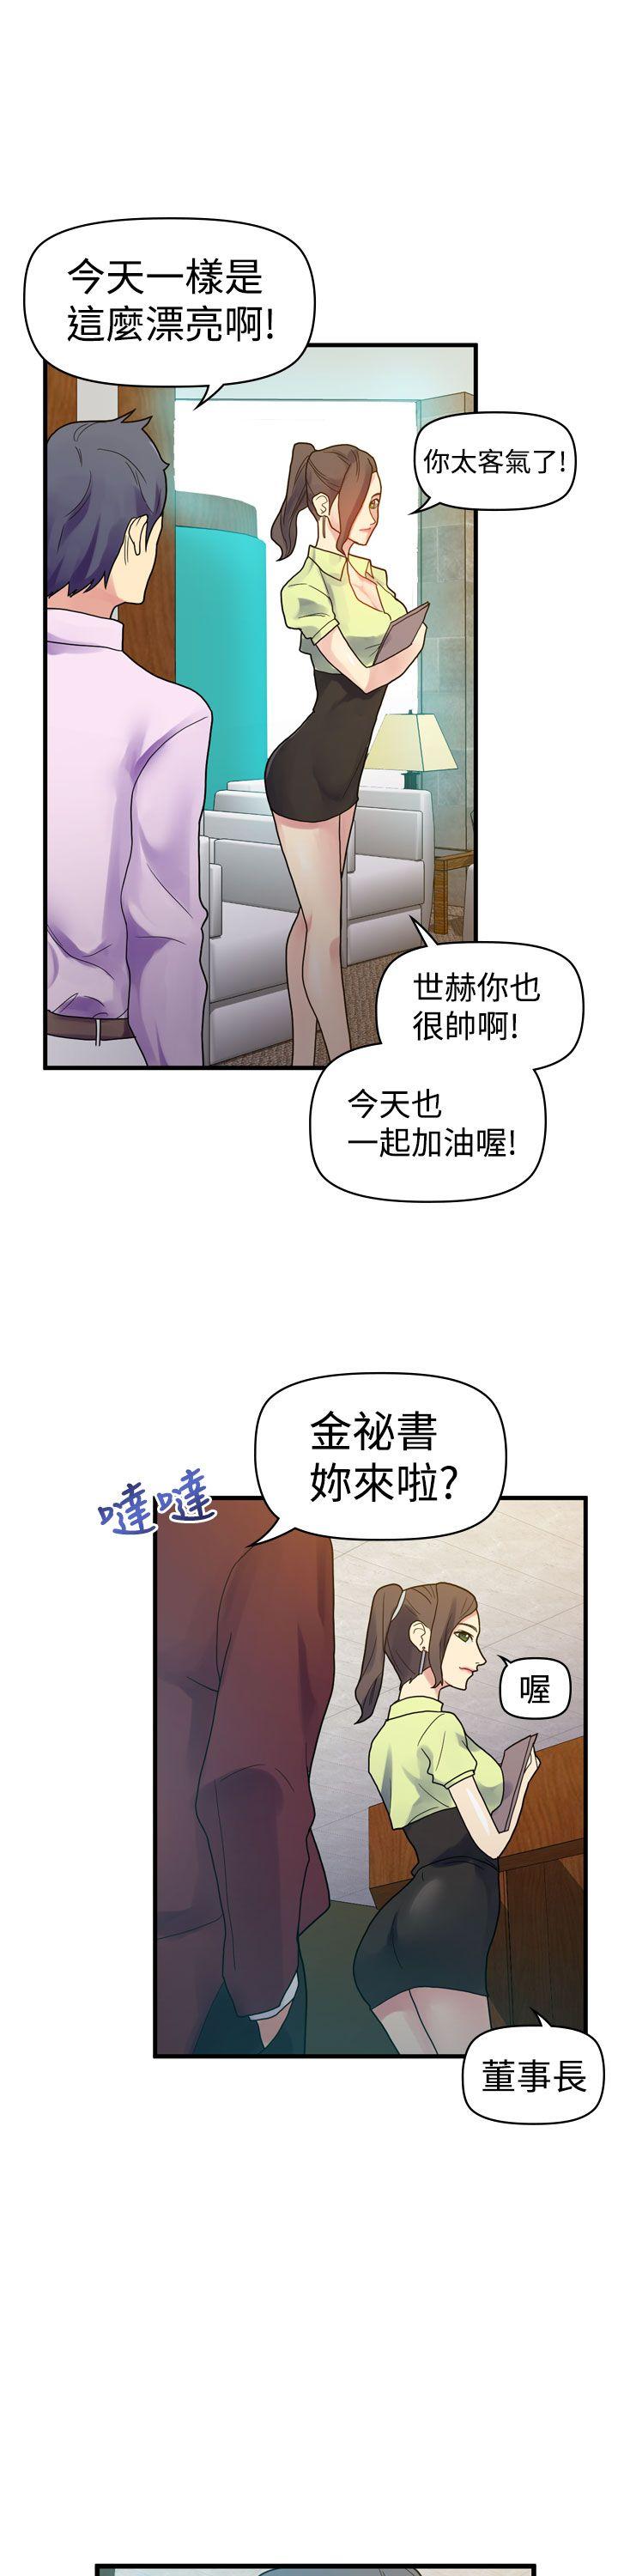 今天一樣是
這麼漂亮啊!
你太客氣了!
世赫你也
很帥啊!
今天也
一起加油喔!
金祕書
妳來啦?
噠噠
喔
董事長